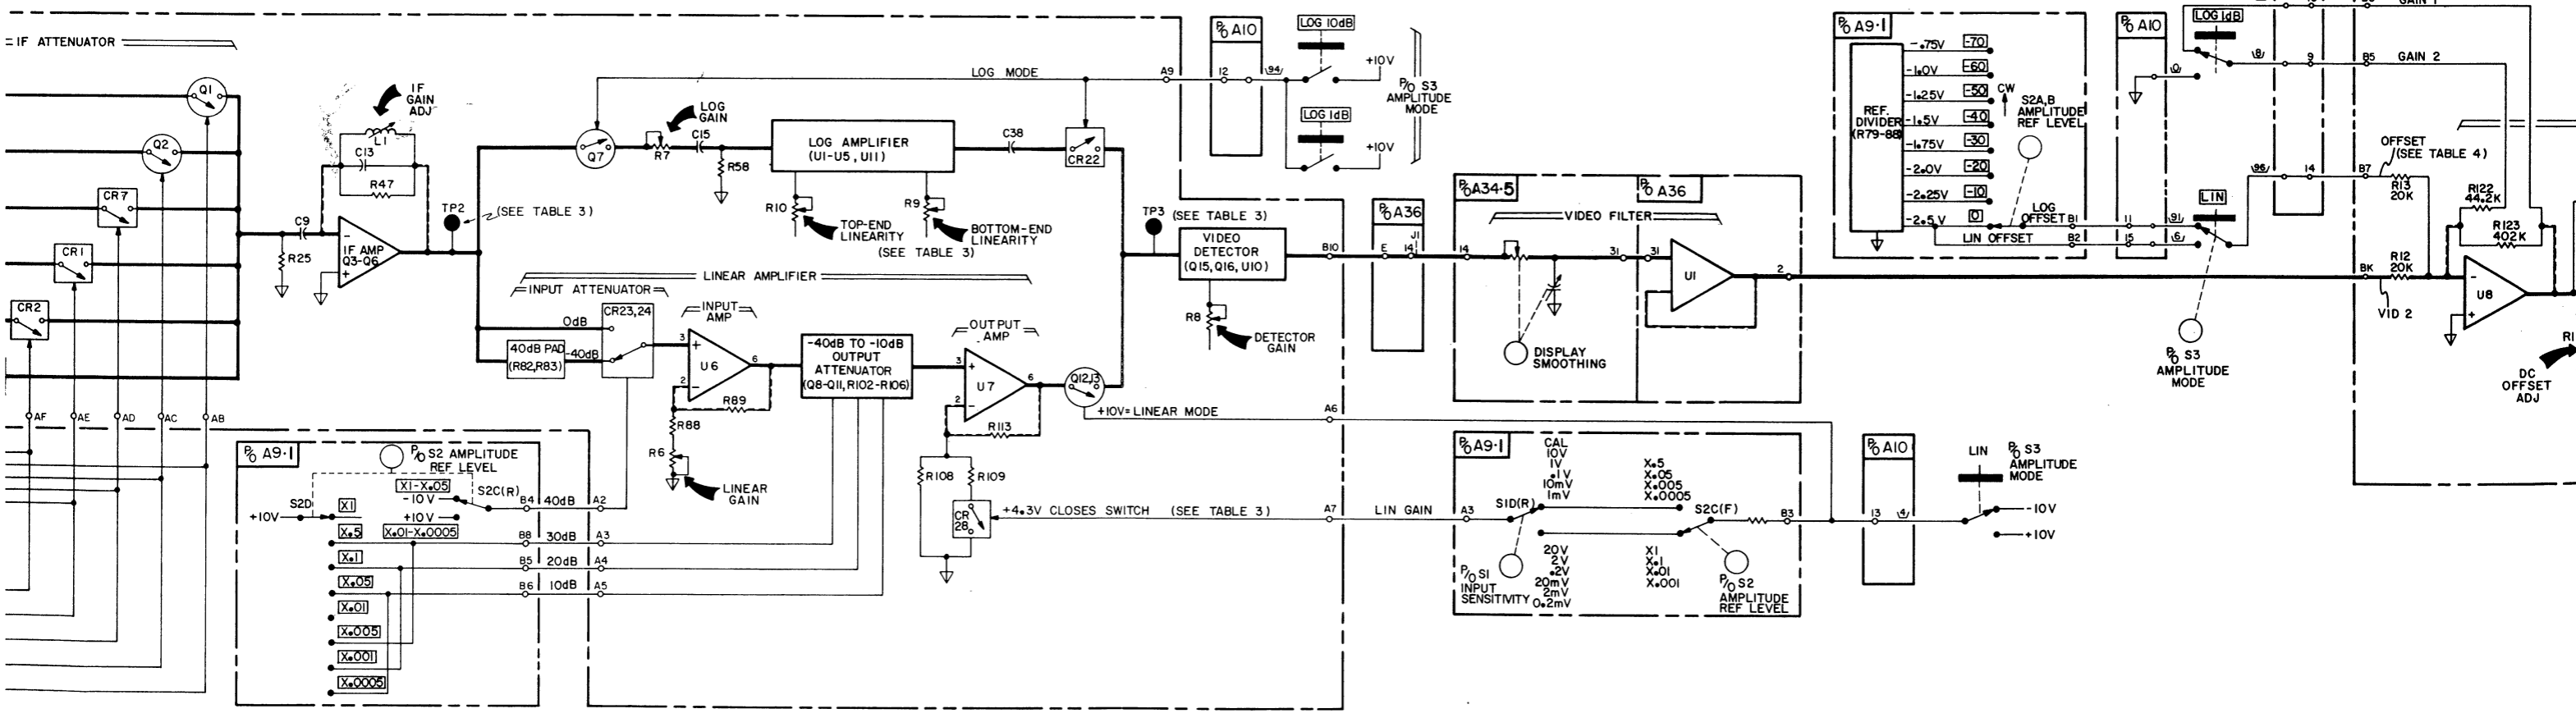 IF ATTENUATOR
Q1
Q2
CR7
CR1
CR2
AF
AE
AD
AC
AB
IF
GAIN
ADJ
L1
C13
R47
C9
R25
IF AMP
Q3-Q6
TP2
(SEE TABLE 3)
LOG MODE
Q7
LOG
GAIN
R7
C15
R58
LOG AMPLIFIER
(U1-U5, U11)
R10
TOP-END
LINEARITY
R9
BOTTOM-END
LINEARITY
(SEE TABLE 3)
C38
CR22
A9
P/O A10
12
94
LOG 10dB
+10V
LOG 1dB
+10V
P/O S3
AMPLITUDE
MODE
LINEAR AMPLIFIER
INPUT ATTENUATOR
0dB
40dB PAD
(R82,R83)
-40dB
CR23,24
INPUT
AMP
3
+
U6
6
2
-
R89
R88
R6
LINEAR
GAIN
-40dB TO -10dB
OUTPUT
ATTENUATOR
(Q8-Q11,R102-R106)
OUTPUT
AMP
3
+
U7
6
2
-
R113
R108
R109
CR
28
Q12,13
+10V=LINEAR MODE
A6
+4.3V CLOSES SWITCH (SEE TABLE 3)
A7
LIN GAIN
A3
TP3
(SEE TABLE 3)
VIDEO
DETECTOR
(Q15, Q16, U10)
R8
DETECTOR
GAIN
B10
P/O A36
J1
E
14
P/O A34·5
P/O A36
VIDEO FILTER
14
31
31
U1
2
DISPLAY
SMOOTHING
P/O A9·1
P/O S2 AMPLITUDE
REF LEVEL
X1-X.05
-10V
S2C(R)
S2D
+10V
+10V
X.01-X.0005
X1
X.5
X.1
X.05
X.01
X.005
X.001
X.0005
B4 40dB A2
B8 30dB A3
B5 20dB A4
B6 10dB A5
P/O A9·1
CAL
10V
1V
.1V
10mV
1mV
X.5
X.05
X.005
X.0005
S1D(R)
S2C(F)
B3
P/O S1
INPUT
SENSITIVITY
20V
2V
.2V
20mV
2mV
0.2mV
X1
X.1
X.01
X.001
P/O S2
AMPLITUDE
REF LEVEL
P/O A10
13
4
LIN
P/O S3
AMPLITUDE
MODE
-10V
+10V
P/O A9·1
REF.
DIVIDER
(R79-88)
-.75V -70
-1.0V -60
-1.25V -50
-1.5V -40
-1.75V -30
-2.0V -20
-2.25V -10
-2.5V 0
CW
S2A,B
AMPLITUDE
REF LEVEL
LOG
OFFSET
B1
LIN OFFSET
B2
P/O A10
11
15
91
6
0
LOG 1dB
8
9
B5
GAIN 2
LIN
96
14
B7
OFFSET
(SEE TABLE 4)
R13
20K
P/O S3
AMPLITUDE
MODE
BK
R12
20K
VID 2
R122
44.2K
R123
402K
-
U8
+
DC
OFFSET
ADJ